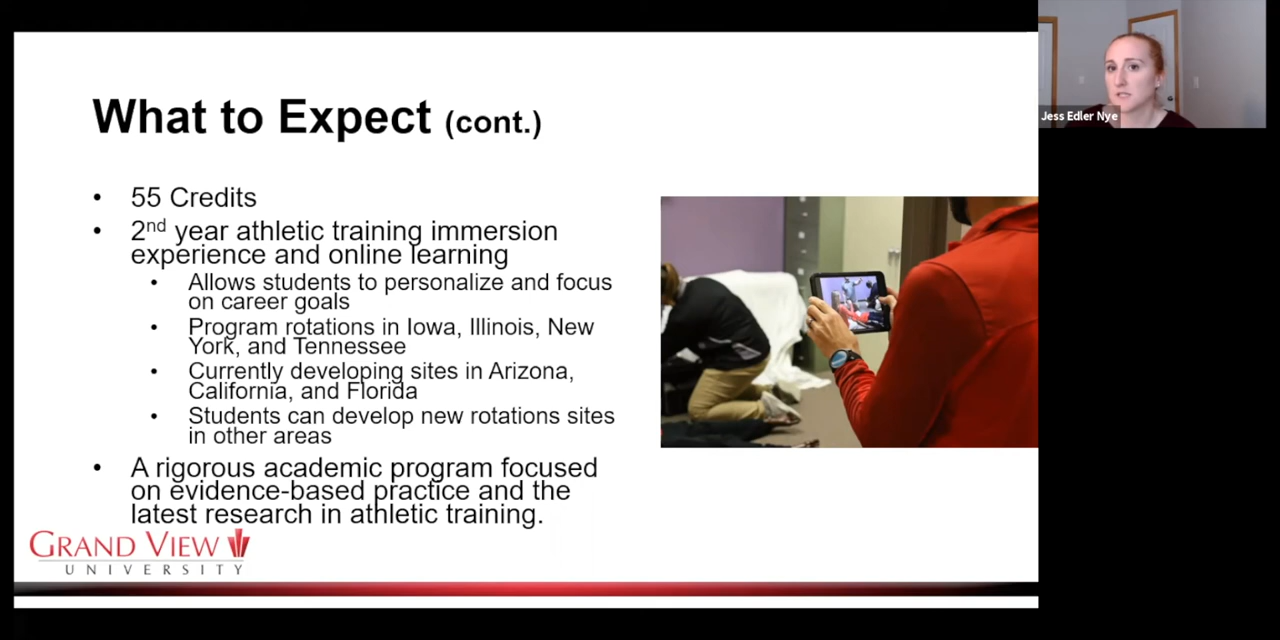 What to Expect (cont.)
• 55 Credits
• 2nd year athletic training immersion
experience and online learning
• Allows students to personalize and focus
on career goals
• Program rotations in Iowa, Illinois, New
York, and Tennessee
• Currently developing sites in Arizona,
California, and Florida
• Students can develop new rotations sites
in other areas
• A rigorous academic program focused
on evidence-based practice and the
latest research in athletic training.
GRAND VIEW
UNIVERSITY
Jess Edler Nye